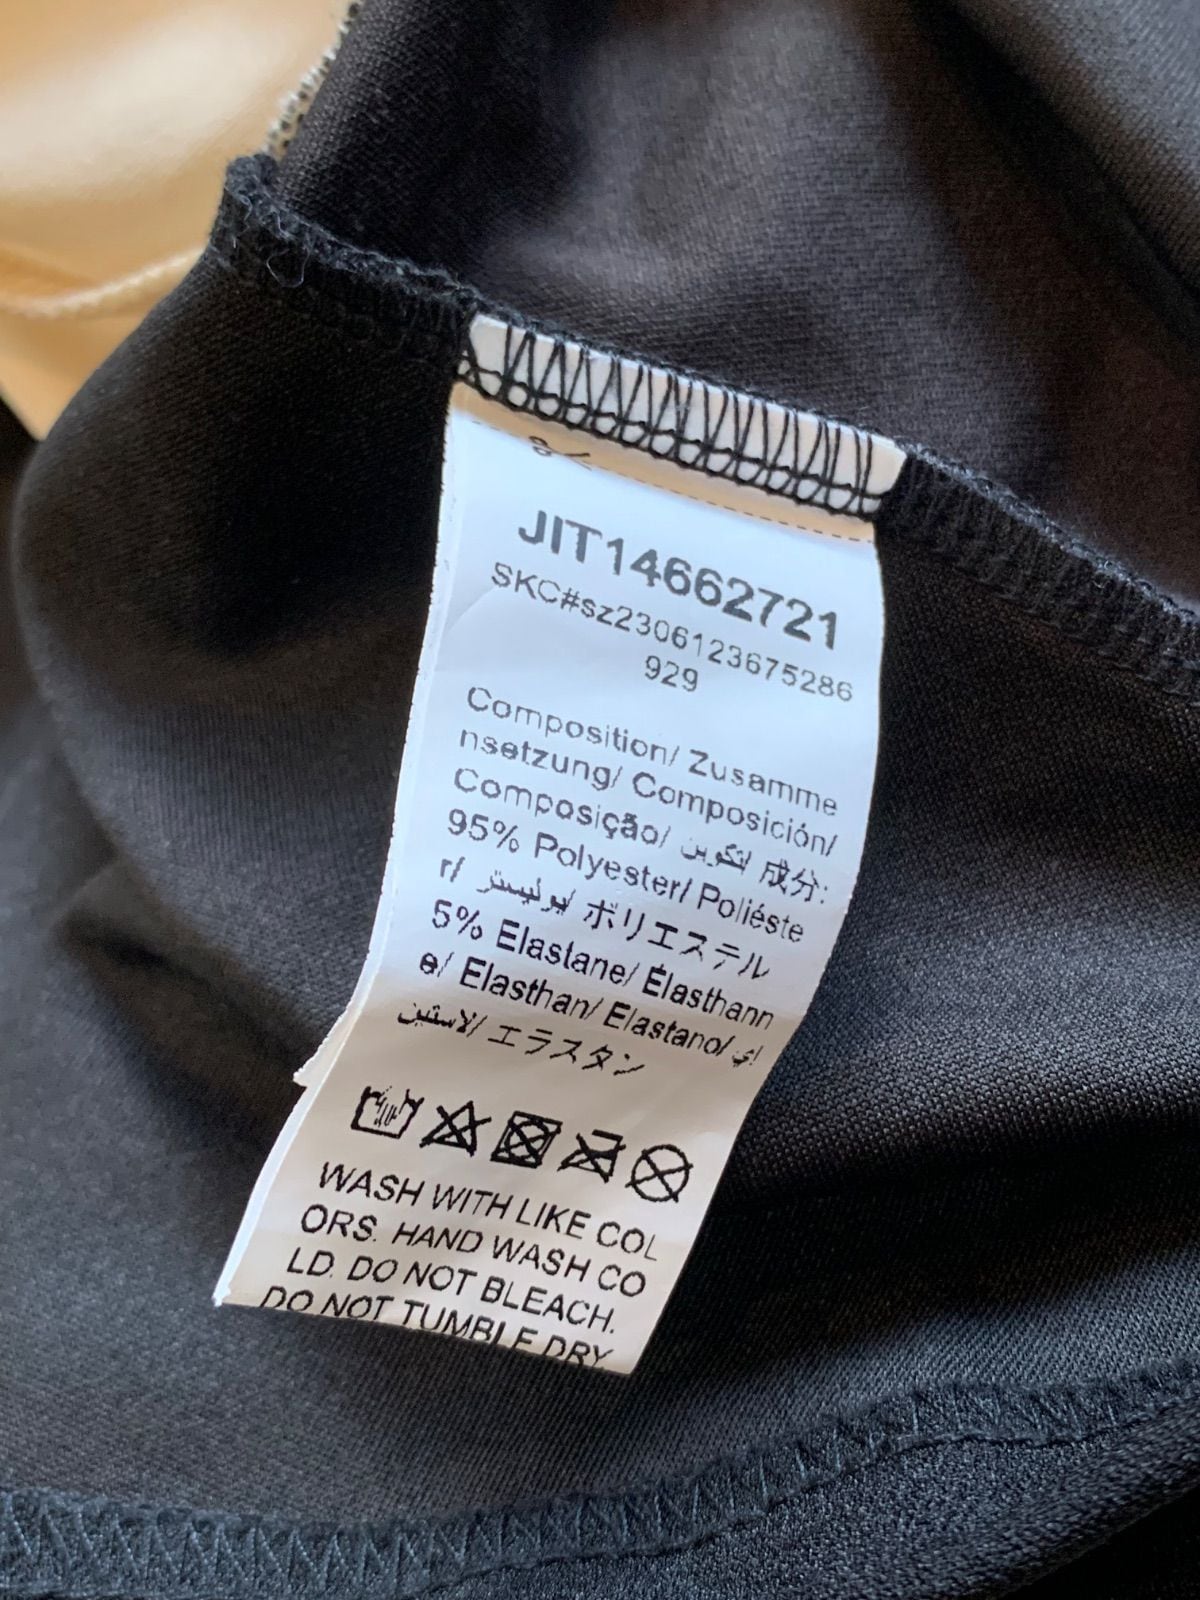 JIT14662721
SKC#sz2306123675286
929
Composition/ Zusamme
nsetzung/ Composición/
Composição/ تكوين/ 成分:
95% Polyester/ Poliéste
r/ بوليستر/ ポリエステル
5% Elastane/ Élasthann
e/ Elasthan/ Elastano/
エラスタン
WASH WITH LIKE COL
ORS. HAND WASH CO
LD. DO NOT BLEACH.
DO NOT TUMBLE DRY